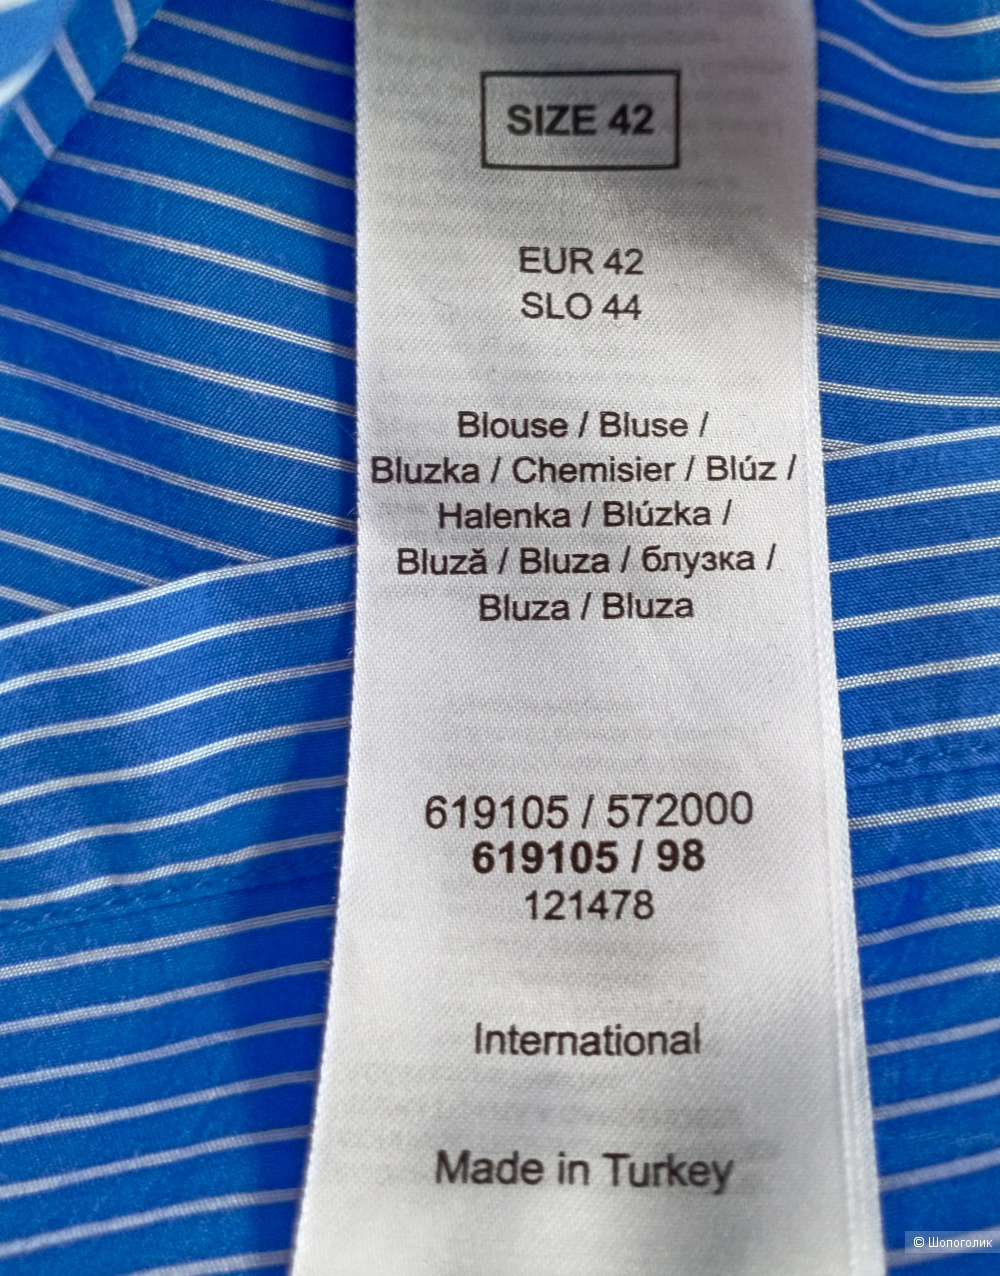 SIZE 42
EUR 42
SLO 44
Blouse / Bluse /
Bluzka / Chemisier / Blúz /
Halenka / Blúzka /
Bluză / Bluza / блузка /
Bluza / Bluza
619105 / 572000
619105 / 98
121478
International
Made in Turkey
© Шопоголик